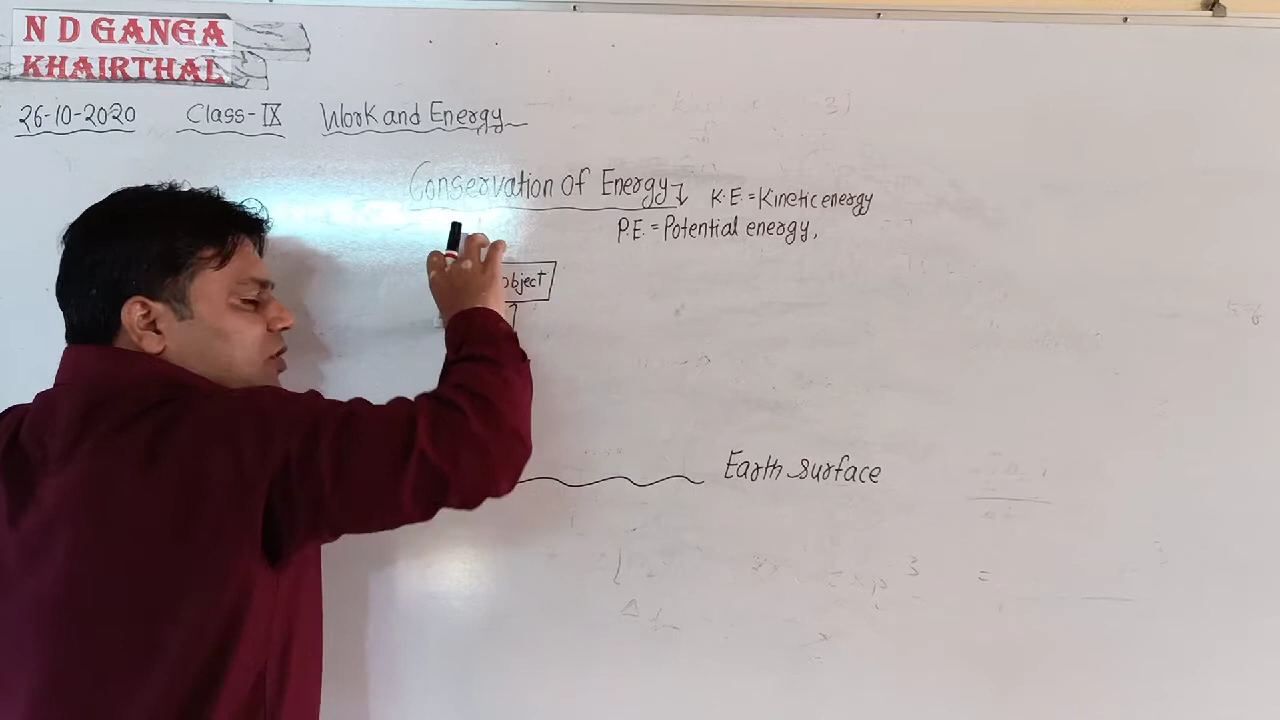 N D GANGA
KHAIRTHAL
26-10-2020 Class-IX Work and Energy
Conservation of Energy K.E. = Kinetic energy
P.E. = Potential energy,
object
Earth surface